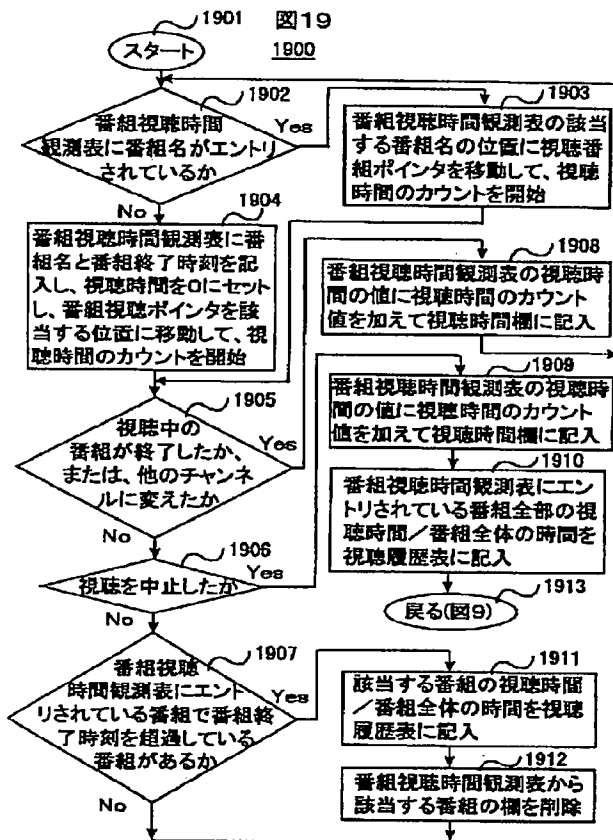 図19
1900
1901
スタート
1902
番組視聴時間
観測表に番組名がエントリ
されているか
Yes
No
1903
番組視聴時間観測表の該当
する番組名の位置に視聴番
組ポインタを移動して、視聴
時間のカウントを開始
1904
番組視聴時間観測表に番
組名と番組終了時刻を記
入し、視聴時間を0にセット
し、番組視聴ポインタを該
当する位置に移動して、視
聴時間のカウントを開始
1905
視聴中の
番組が終了したか、
または、他のチャンネ
ルに変えたか
Yes
No
1908
番組視聴時間観測表の視聴時
間の値に視聴時間のカウント
値を加えて視聴時間欄に記入
1906
視聴を中止したか
Yes
No
1909
番組視聴時間観測表の視聴時
間の値に視聴時間のカウント
値を加えて視聴時間欄に記入
1910
番組視聴時間観測表にエント
リされている番組全部の視
聴時間／番組全体の時間を
視聴履歴表に記入
1913
戻る(図9)
1907
番組視聴
時間観測表にエント
リされている番組で番組終
了時刻を超過している
番組があるか
Yes
No
1911
該当する番組の視聴時間
／番組全体の時間を視聴
履歴表に記入
1912
番組視聴時間観測表から
該当する番組の欄を削除